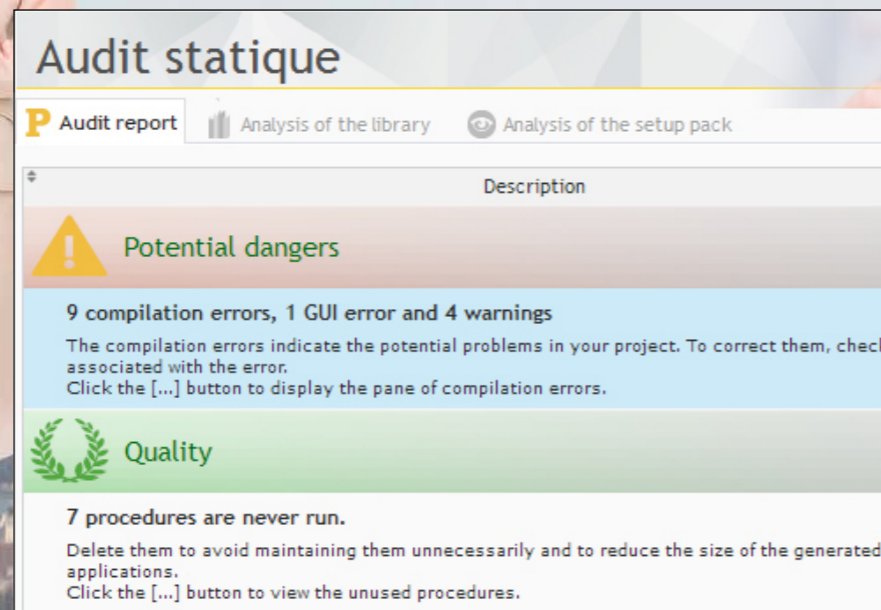 Audit statique
Audit report
Analysis of the library
Analysis of the setup pack
Description
Potential dangers
9 compilation errors, 1 GUI error and 4 warnings
The compilation errors indicate the potential problems in your project. To correct them, check
associated with the error.
Click the [...] button to display the pane of compilation errors.
Quality
7 procedures are never run.
Delete them to avoid maintaining them unnecessarily and to reduce the size of the generated
applications.
Click the [...] button to view the unused procedures.